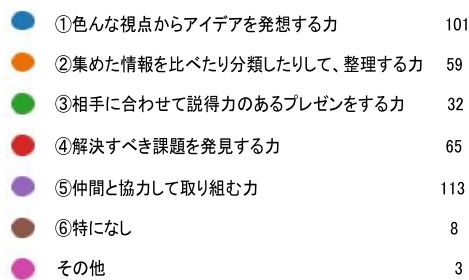 ①色んな視点からアイデアを発想する力 101
②集めた情報を比べたり分類したりして、整理する力 59
③相手に合わせて説得力のあるプレゼンをする力 32
④解決すべき課題を発見する力 65
⑤仲間と協力して取り組む力 113
⑥特になし 8
その他 3